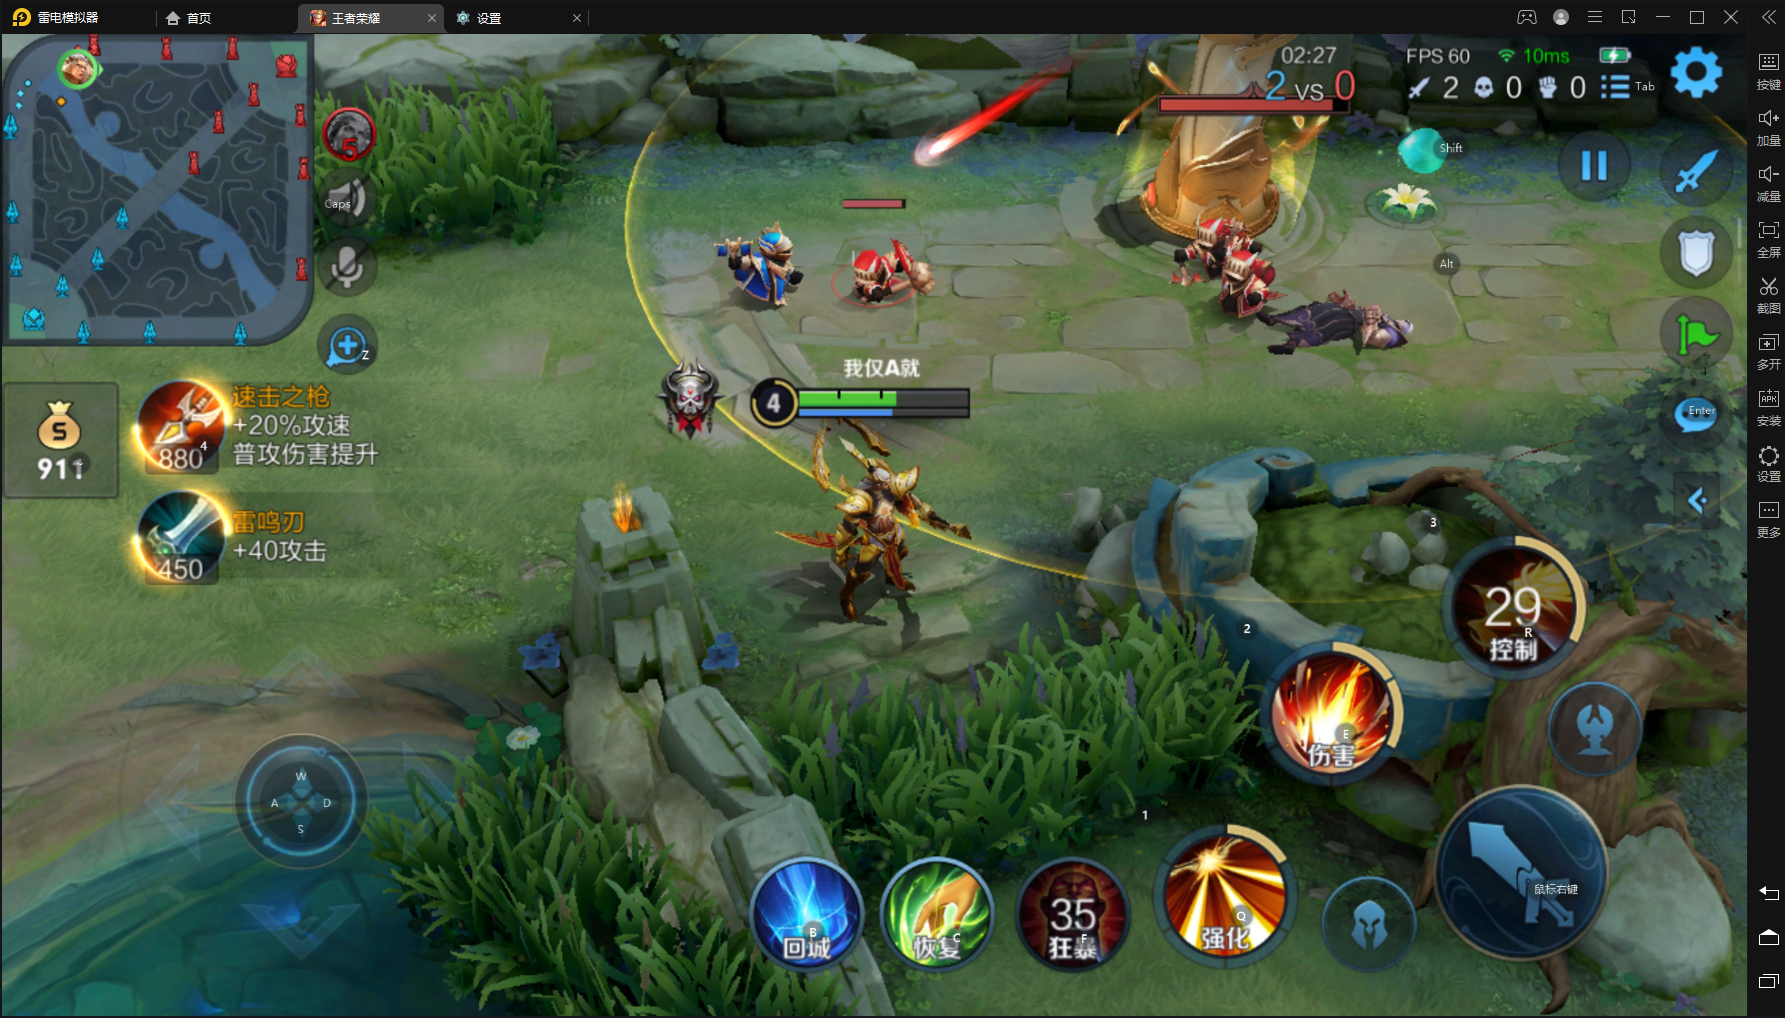 雷电模拟器
首页
王者荣耀
设置
02:27
2 VS 0
FPS 60
10ms
2
0
0
Tab
Shift
Alt
5
Caps
Z
速击之枪
+20%攻速
普攻伤害提升
880
4
911
雷鸣刃
+40攻击
450
我仅A就
4
Enter
3
29
R
控制
2
E
伤害
1
W
A
D
S
B
回城
C
恢复
35
F
狂暴
Q
强化
鼠标右键
按键
加量
减量
全屏
截图
多开
APK
安装
设置
更多